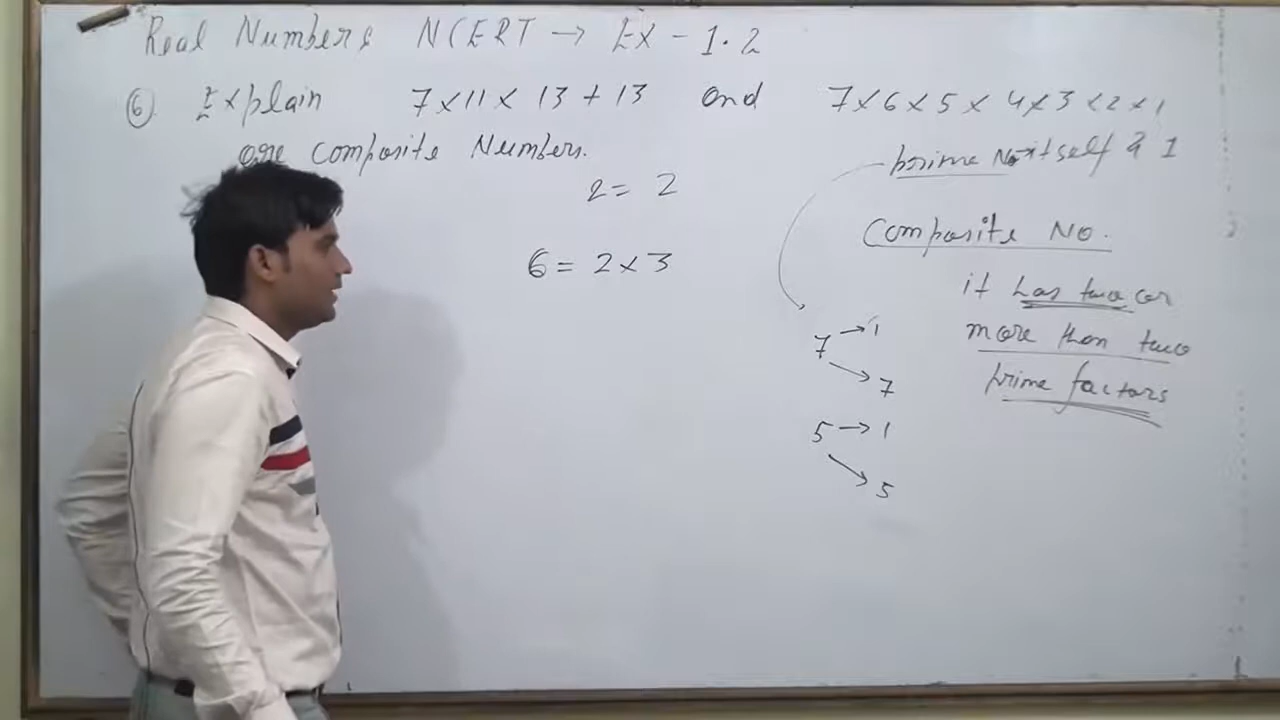 Real Numbers NCERT → Ex - 1.2
⑥ Explain 7×11×13+13 and 7×6×5×4×3×2×1
are composite Numbers.
prime No itself & 1
2 = 2
Composite No.
6 = 2×3
it has two or
7 → 1
more than two
→ 7
prime factors
5 → 1
→ 5